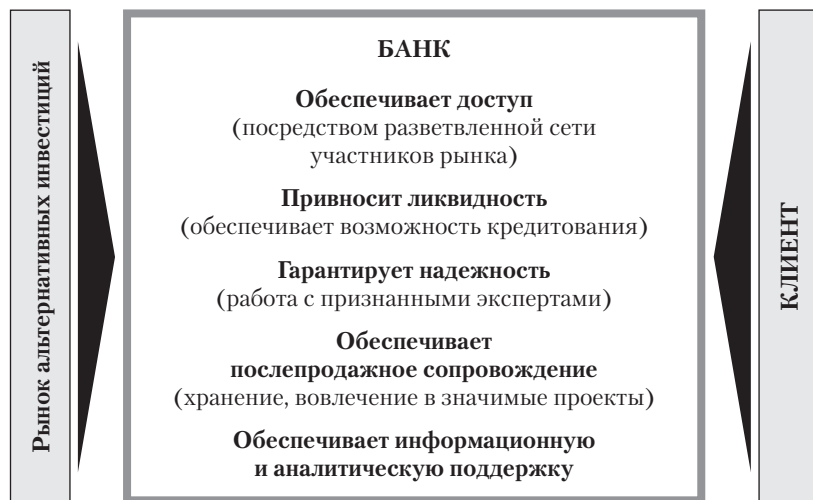 Рынок альтернативных инвестиций
БАНК
Обеспечивает доступ
(посредством разветвленной сети
участников рынка)
Привносит ликвидность
(обеспечивает возможность кредитования)
Гарантирует надежность
(работа с признанными экспертами)
Обеспечивает
послепродажное сопровождение
(хранение, вовлечение в значимые проекты)
Обеспечивает информационную
и аналитическую поддержку
КЛИЕНТ